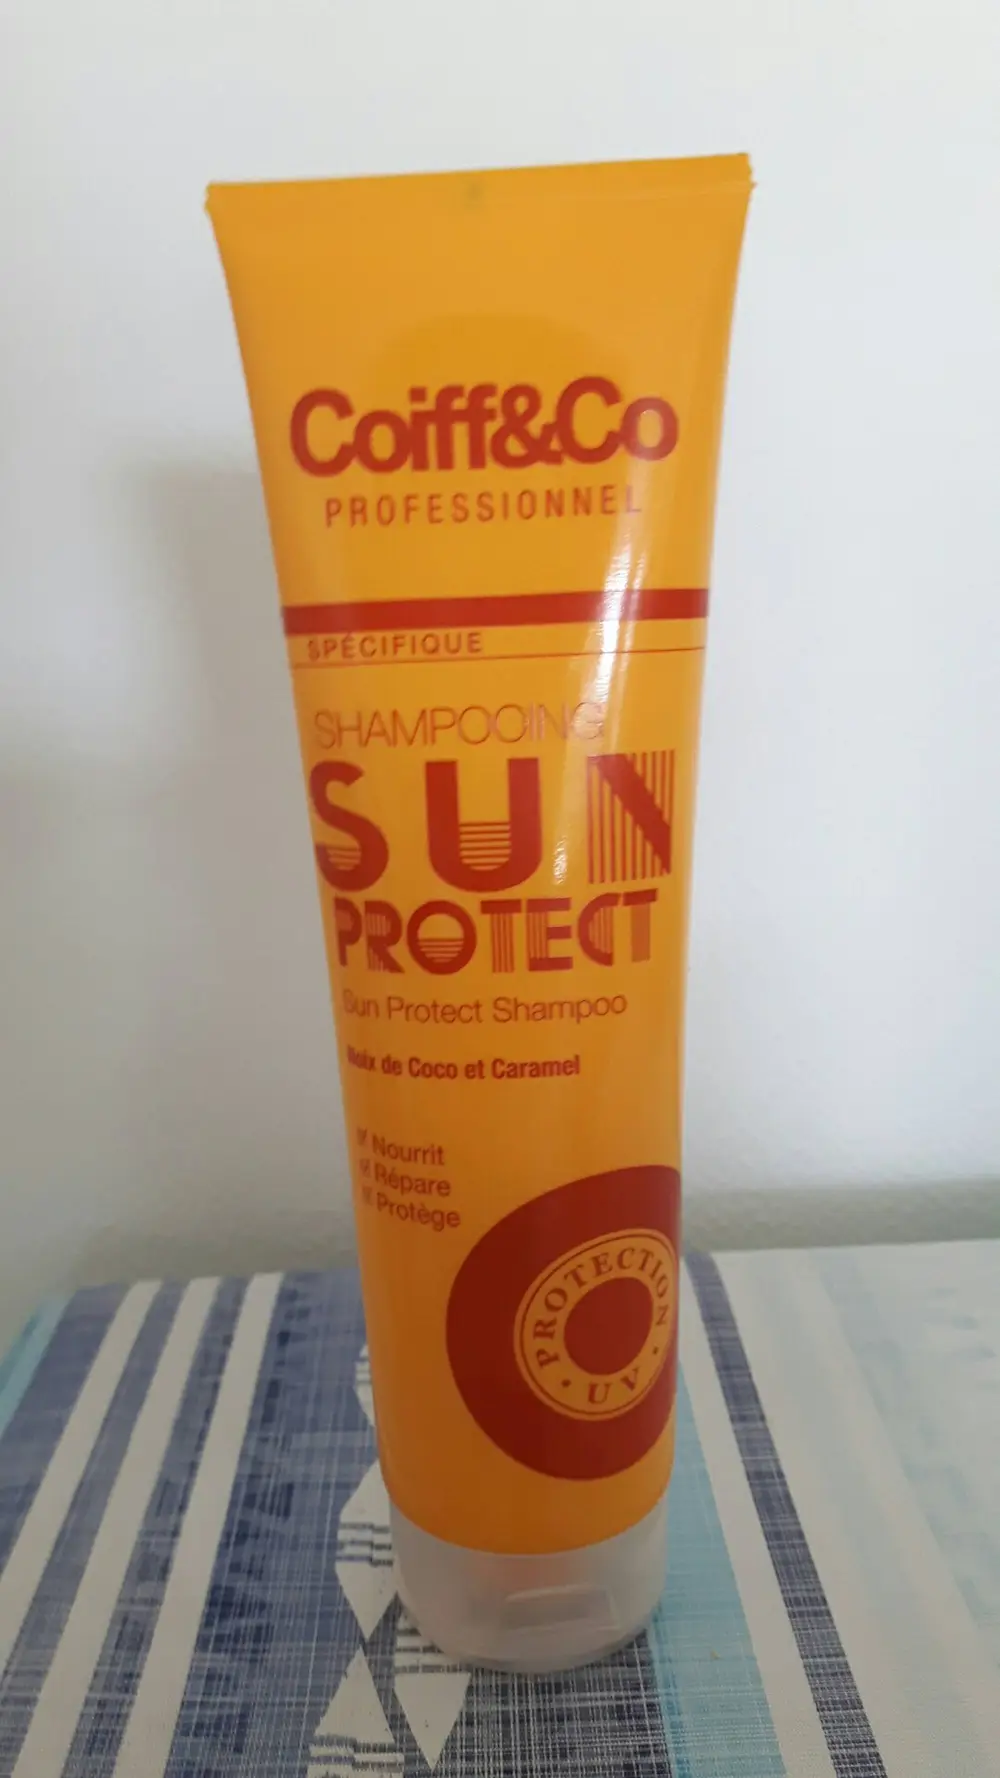 Coiff&Co
PROFESSIONNEL
SPÉCIFIQUE
SHAMPOOING
SUN
PROTECT
Sun Protect Shampoo
Noix de Coco et Caramel
Nourrit
Répare
Protège
PROTECTION
UV